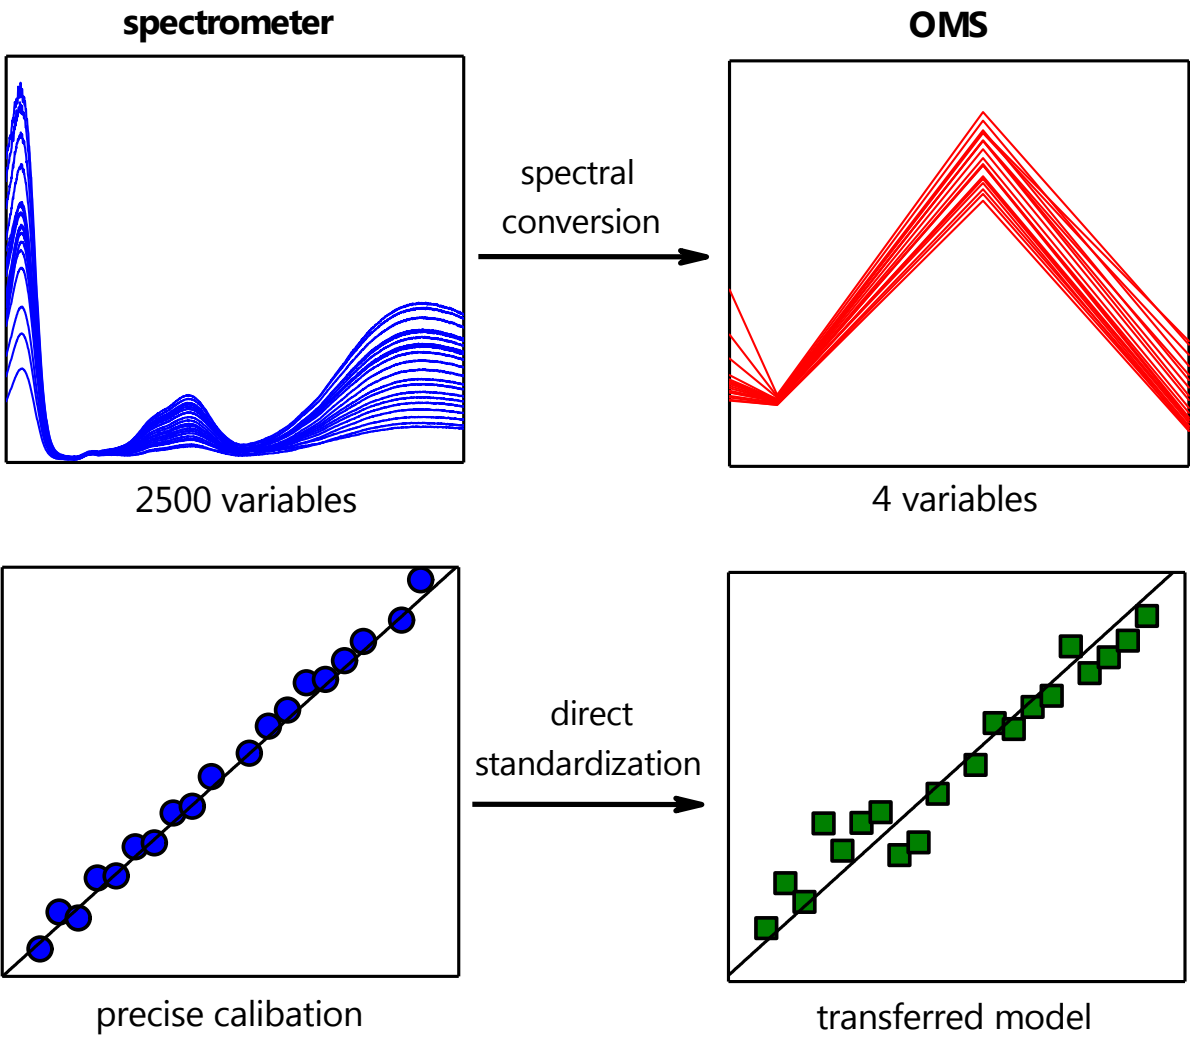 spectrometer
OMS
spectral
conversion
2500 variables
4 variables
direct
standardization
precise calibation
transferred model